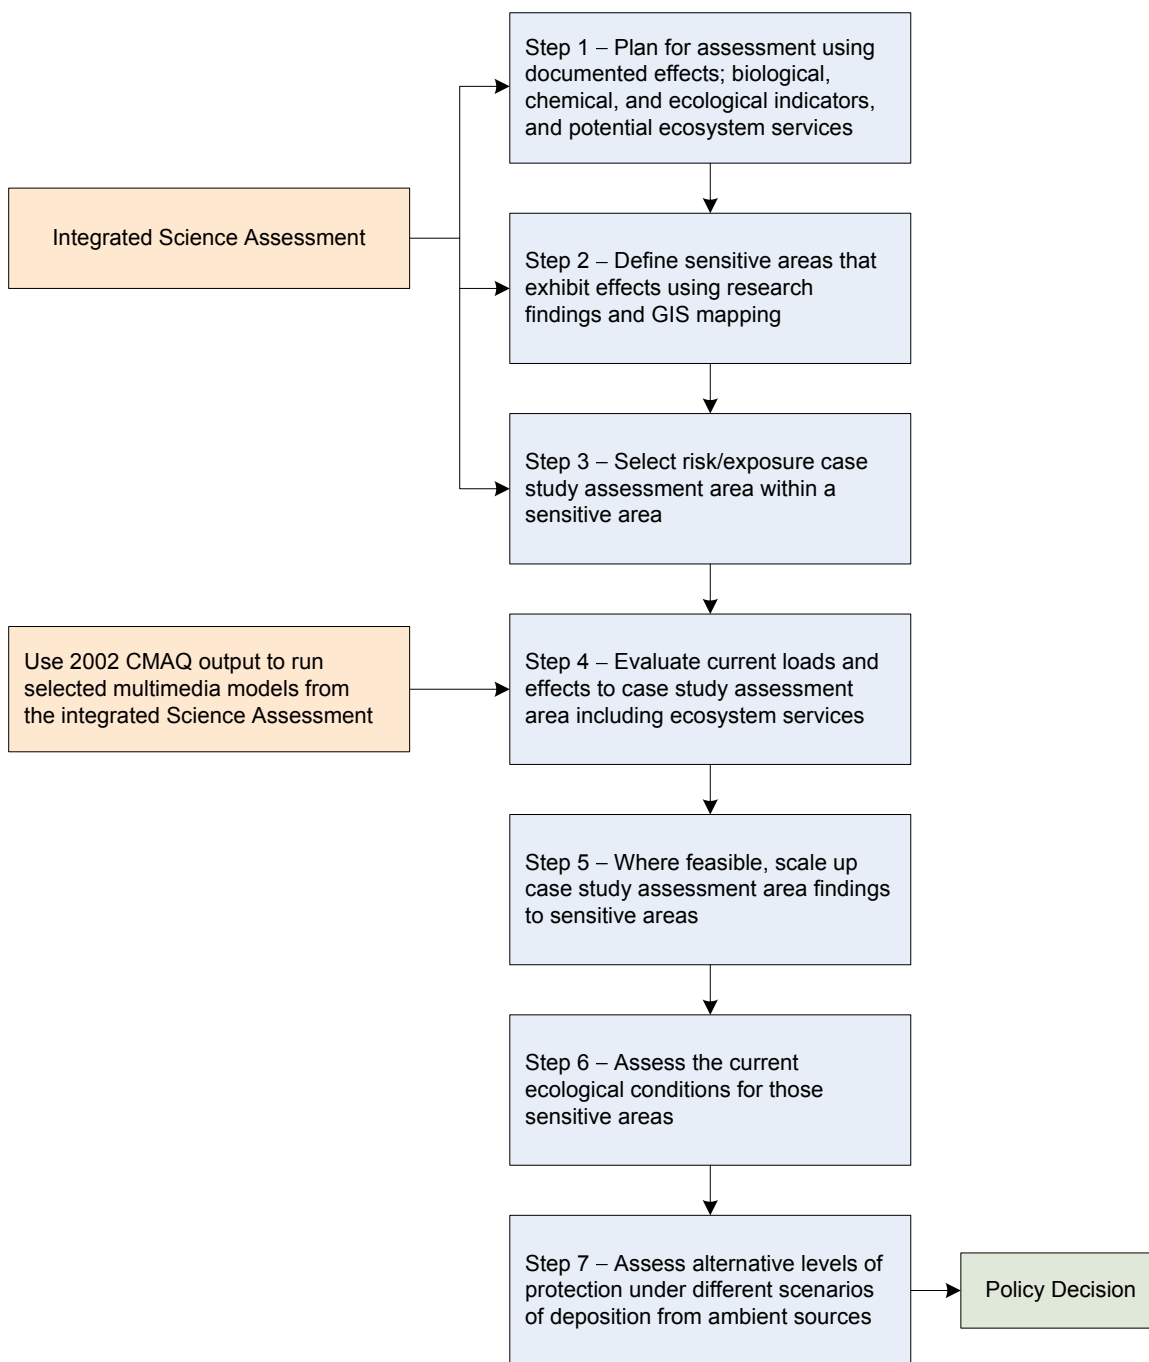 Step 1 – Plan for assessment using
documented effects; biological,
chemical, and ecological indicators,
and potential ecosystem services
Integrated Science Assessment
Step 2 – Define sensitive areas that
exhibit effects using research
findings and GIS mapping
Step 3 – Select risk/exposure case
study assessment area within a
sensitive area
Use 2002 CMAQ output to run
selected multimedia models from
the integrated Science Assessment
Step 4 – Evaluate current loads and
effects to case study assessment
area including ecosystem services
Step 5 – Where feasible, scale up
case study assessment area findings
to sensitive areas
Step 6 – Assess the current
ecological conditions for those
sensitive areas
Step 7 – Assess alternative levels of
protection under different scenarios
of deposition from ambient sources
Policy Decision